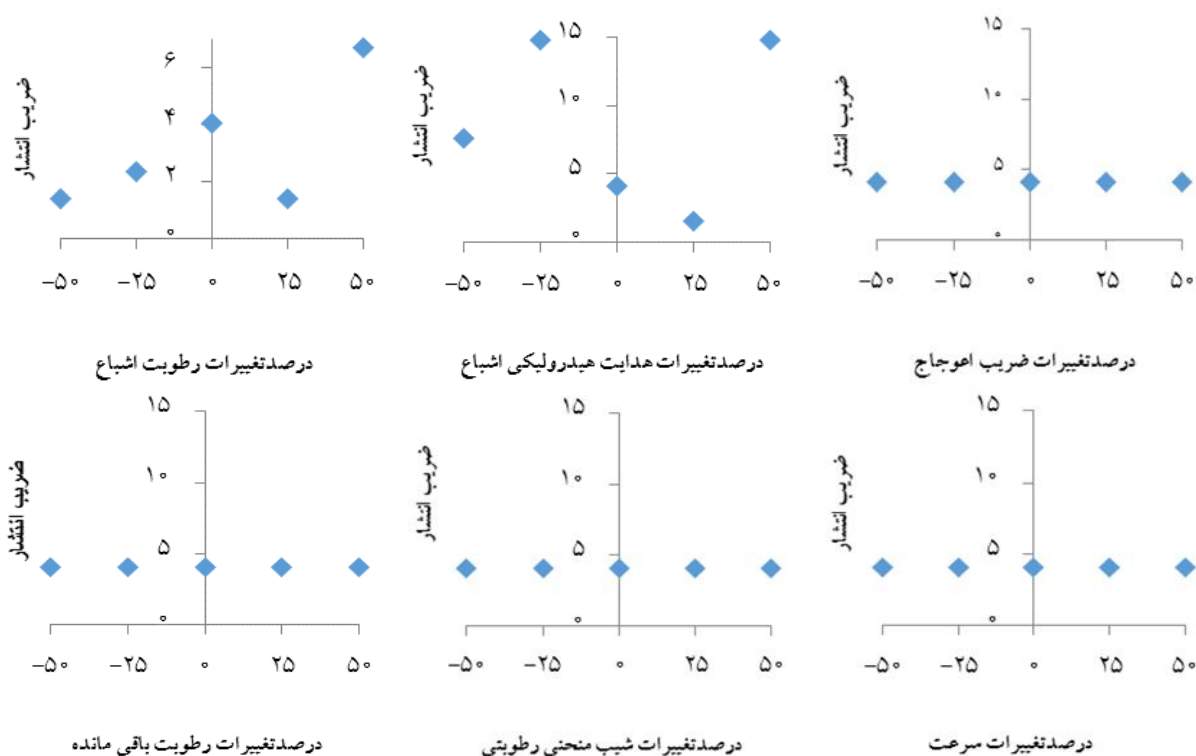 ضریب انتشار
۶
۴
۲
۰
−۵۰ −۲۵ ۰ ۲۵ ۵۰
درصدتغییرات رطوبت اشباع
ضریب انتشار
۱۵
۱۰
۵
۰
−۵۰ −۲۵ ۰ ۲۵ ۵۰
درصدتغییرات هدایت هیدرولیکی اشباع
ضریب انتشار
۱۵
۱۰
۵
۰
−۵۰ −۲۵ ۰ ۲۵ ۵۰
درصدتغییرات ضریب اعوجاج
ضریب انتشار
۱۵
۱۰
۵
۰
−۵۰ −۲۵ ۰ ۲۵ ۵۰
درصدتغییرات رطوبت باقی مانده
ضریب انتشار
۱۵
۱۰
۵
۰
−۵۰ −۲۵ ۰ ۲۵ ۵۰
درصدتغییرات شیب منحنی رطوبتی
ضریب انتشار
۱۵
۱۰
۵
۰
−۵۰ −۲۵ ۰ ۲۵ ۵۰
درصدتغییرات سرعت